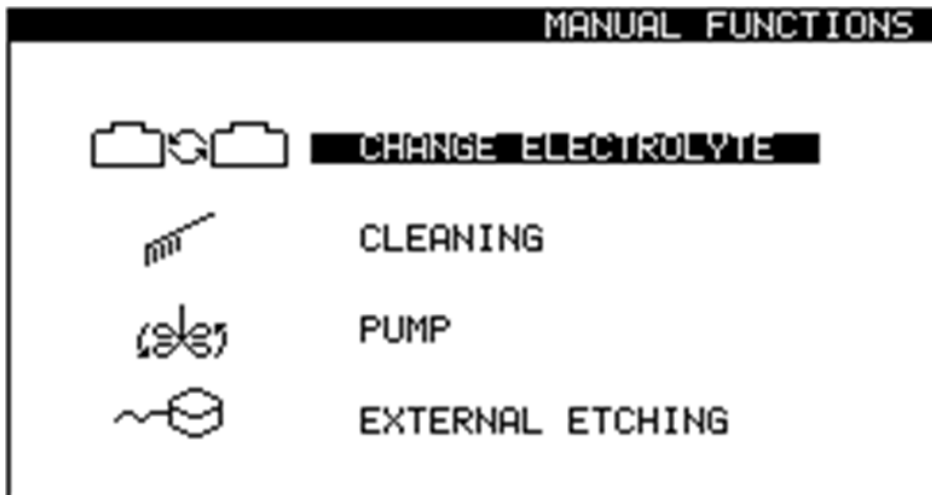 MANUAL FUNCTIONS
CHANGE ELECTROLYTE
CLEANING
PUMP
EXTERNAL ETCHING